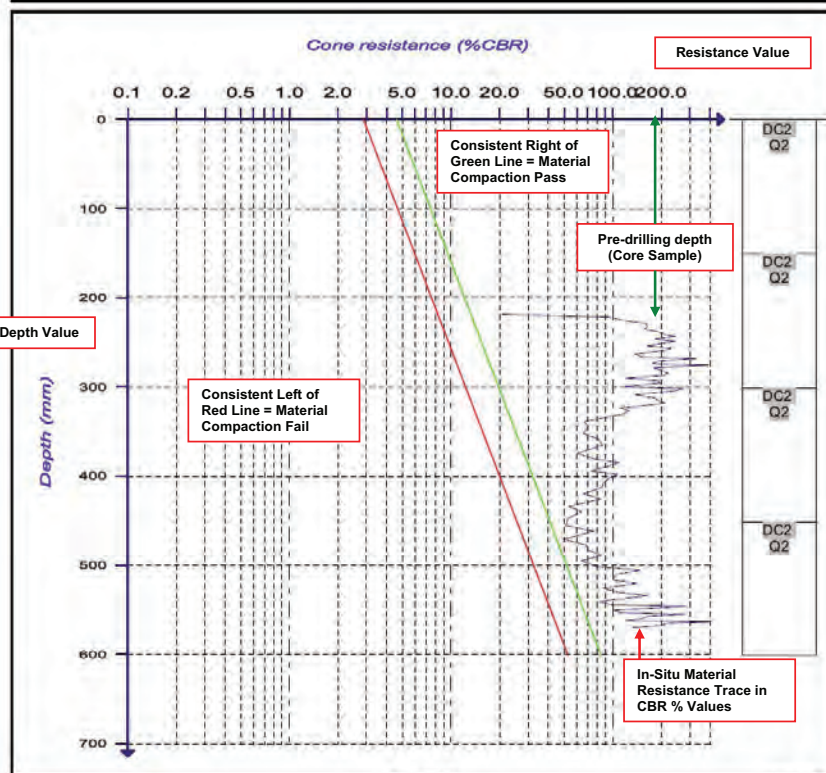 Cone resistance (%CBR)
Resistance Value
0.1 0.2 0.5 1.0 2.0 5.0 10.0 20.0 50.0 100.0 200.0
0
DC2
Q2
Consistent Right of
Green Line = Material
Compaction Pass
100
Pre-drilling depth
(Core Sample)
DC2
Q2
200
Depth Value
300
DC2
Q2
Consistent Left of
Red Line = Material
Compaction Fail
Depth (mm)
400
DC2
Q2
500
600
In-Situ Material
Resistance Trace in
CBR % Values
700